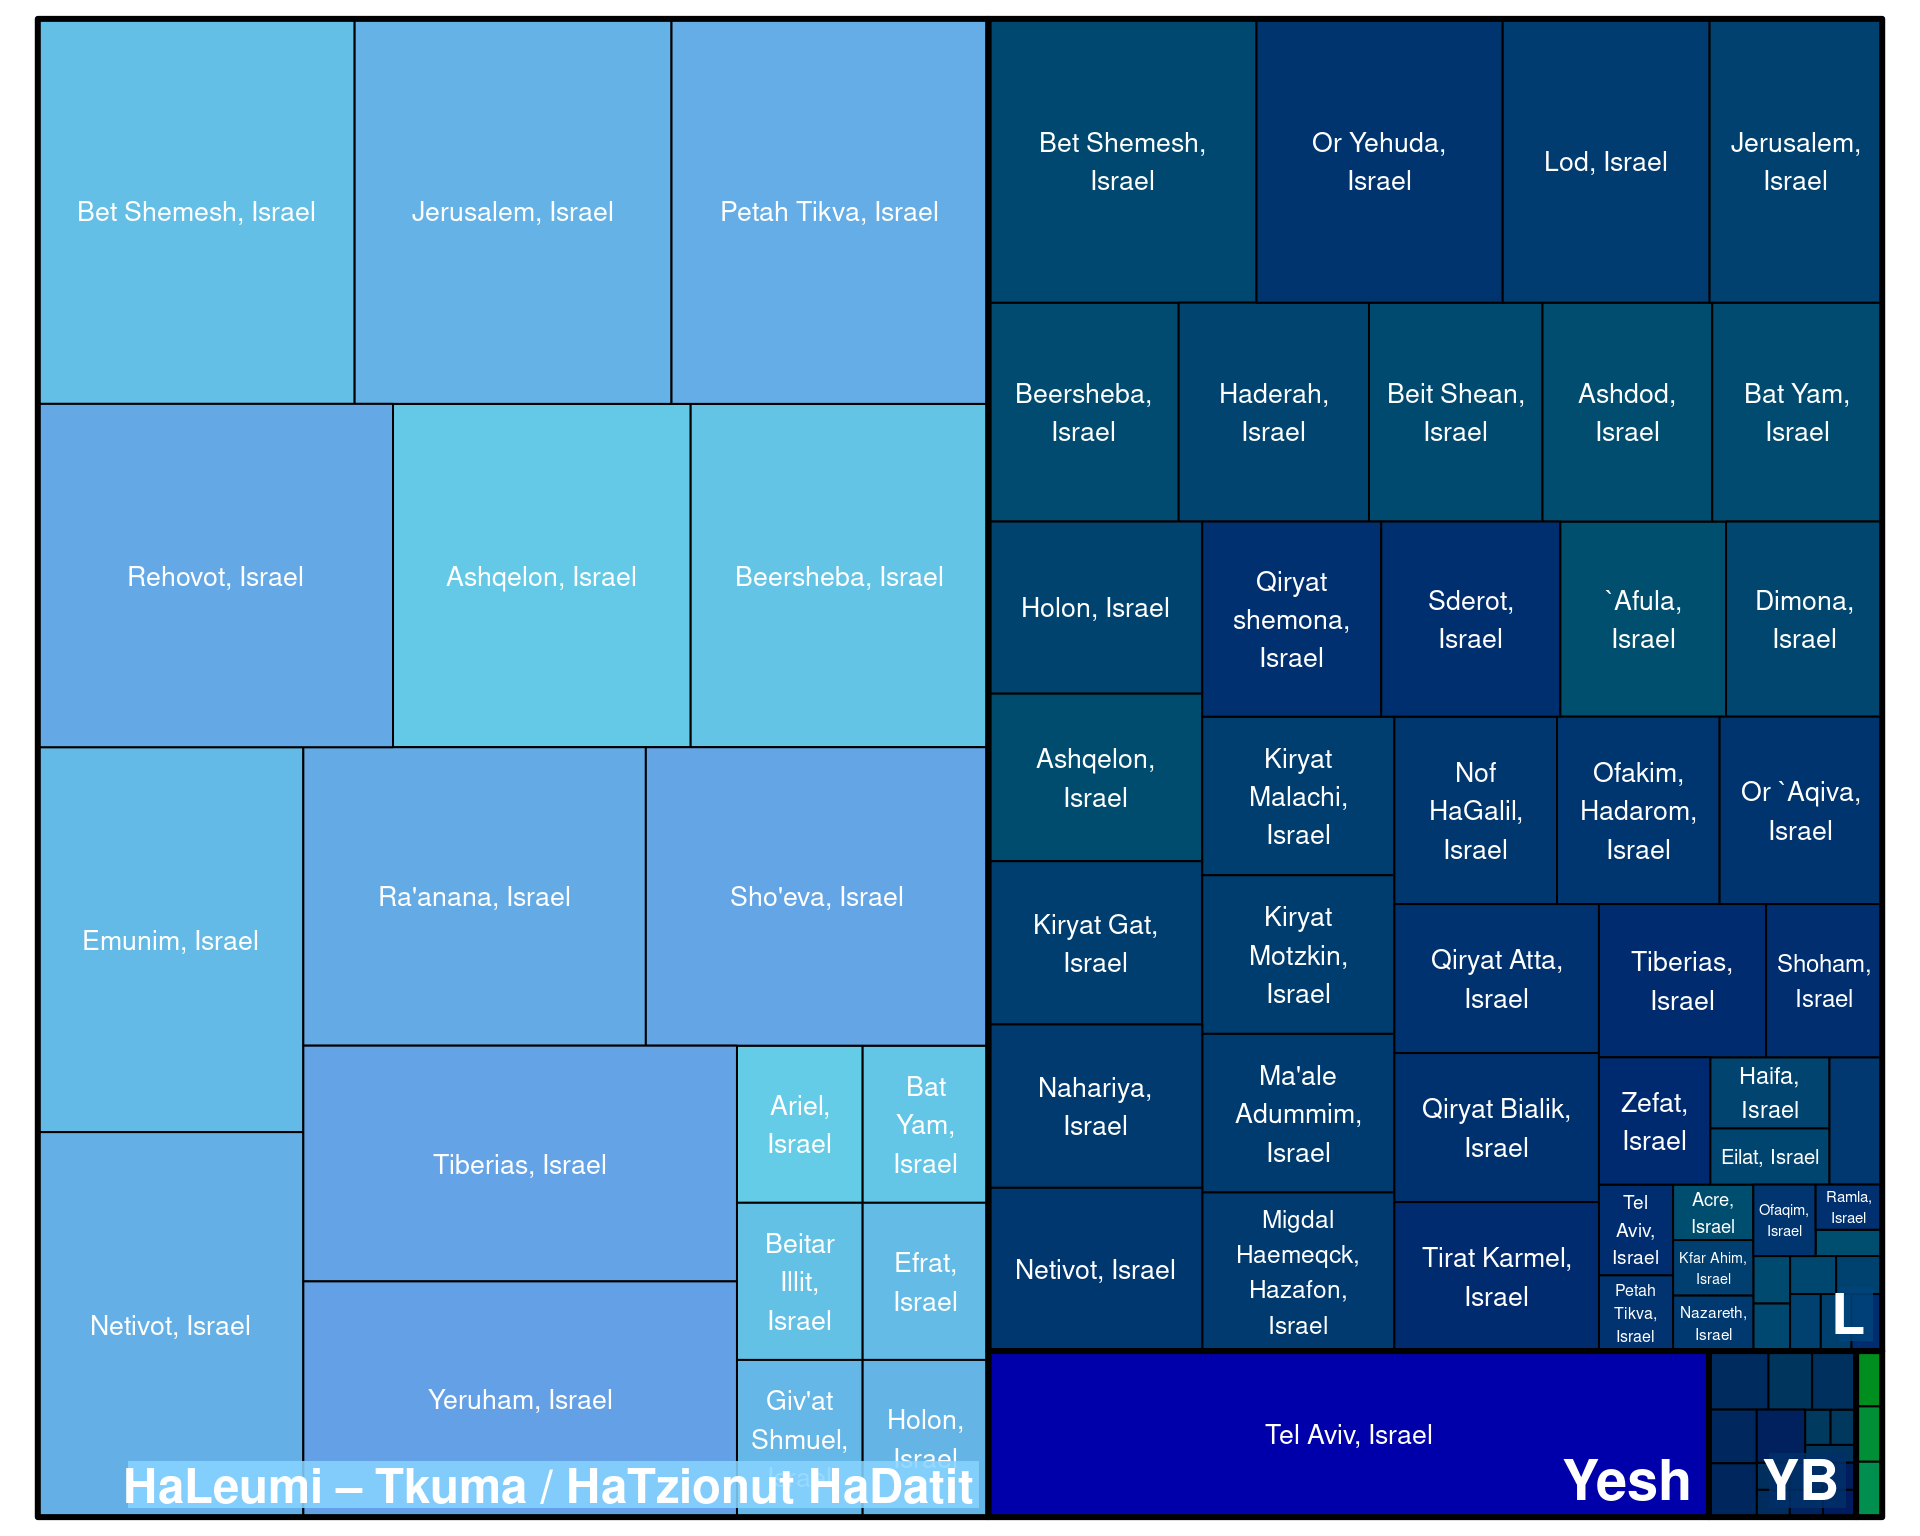 Bet Shemesh, Israel
Jerusalem, Israel
Petah Tikva, Israel
Rehovot, Israel
Ashqelon, Israel
Beersheba, Israel
Emunim, Israel
Ra'anana, Israel
Sho'eva, Israel
Netivot, Israel
Tiberias, Israel
Yeruham, Israel
Ariel,
Israel
Bat
Yam,
Israel
Beitar
Illit,
Israel
Efrat,
Israel
Giv'at
Shmuel,
Israel
Holon,
Israel
HaLeumi – Tkuma / HaTzionut HaDatit
Bet Shemesh,
Israel
Or Yehuda,
Israel
Lod, Israel
Jerusalem,
Israel
Beersheba,
Israel
Haderah,
Israel
Beit Shean,
Israel
Ashdod,
Israel
Bat Yam,
Israel
Holon, Israel
Qiryat
shemona,
Israel
Sderot,
Israel
`Afula,
Israel
Dimona,
Israel
Ashqelon,
Israel
Kiryat
Malachi,
Israel
Nof
HaGalil,
Israel
Ofakim,
Hadarom,
Israel
Or `Aqiva,
Israel
Kiryat Gat,
Israel
Kiryat
Motzkin,
Israel
Qiryat Atta,
Israel
Tiberias,
Israel
Shoham,
Israel
Nahariya,
Israel
Ma'ale
Adummim,
Israel
Qiryat Bialik,
Israel
Zefat,
Israel
Haifa,
Israel
Eilat, Israel
Netivot, Israel
Migdal
Haemeqck,
Hazafon,
Israel
Tirat Karmel,
Israel
Tel
Aviv,
Israel
Acre,
Israel
Ofaqim,
Israel
Ramla,
Israel
Kfar Ahim,
Israel
Petah
Tikva,
Israel
Nazareth,
Israel
L
Tel Aviv, Israel
Yesh
YB